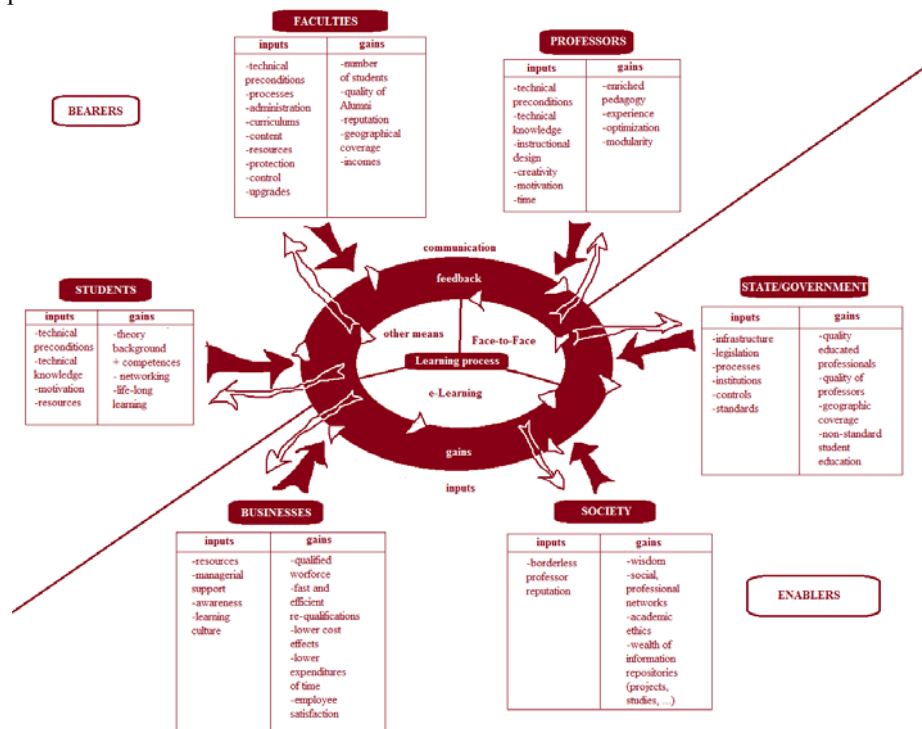 FACULTIES
inputs
-technical
preconditions
-processes
-administration
-curriculums
-content
-resources
-protection
-control
-upgrades
gains
-number
of students
-quality of
Alumni
-reputation
-geographical
coverage
-incomes
PROFESSORS
inputs
-technical
preconditions
-technical
knowledge
-instructional
design
-creativity
-motivation
-time
gains
-enriched
pedagogy
-experience
-optimization
-modularity
BEARERS
communication
feedback
other means
Face-to-Face
Learning process
e-Learning
gains
inputs
STUDENTS
inputs
-technical
preconditions
-technical
knowledge
-motivation
-resources
gains
-theory
background
+ competences
- networking
-life-long
learning
STATE/GOVERNMENT
inputs
-infrastructure
-legislation
-processes
-institutions
-controls
-standards
gains
-quality
educated
professionals
-quality of
professors
-geographic
coverage
-non-standard
student
education
BUSINESSES
inputs
-resources
-managerial
support
-awareness
-learning
culture
gains
-qualified
worforce
-fast and
efficient
re-qualifications
-lower cost
effects
-lower
expenditures
of time
-employee
satisfaction
SOCIETY
inputs
-borderless
professor
reputation
gains
-wisdom
-social,
professional
networks
-academic
ethics
-wealth of
information
repositories
(projects,
studies, ...)
ENABLERS